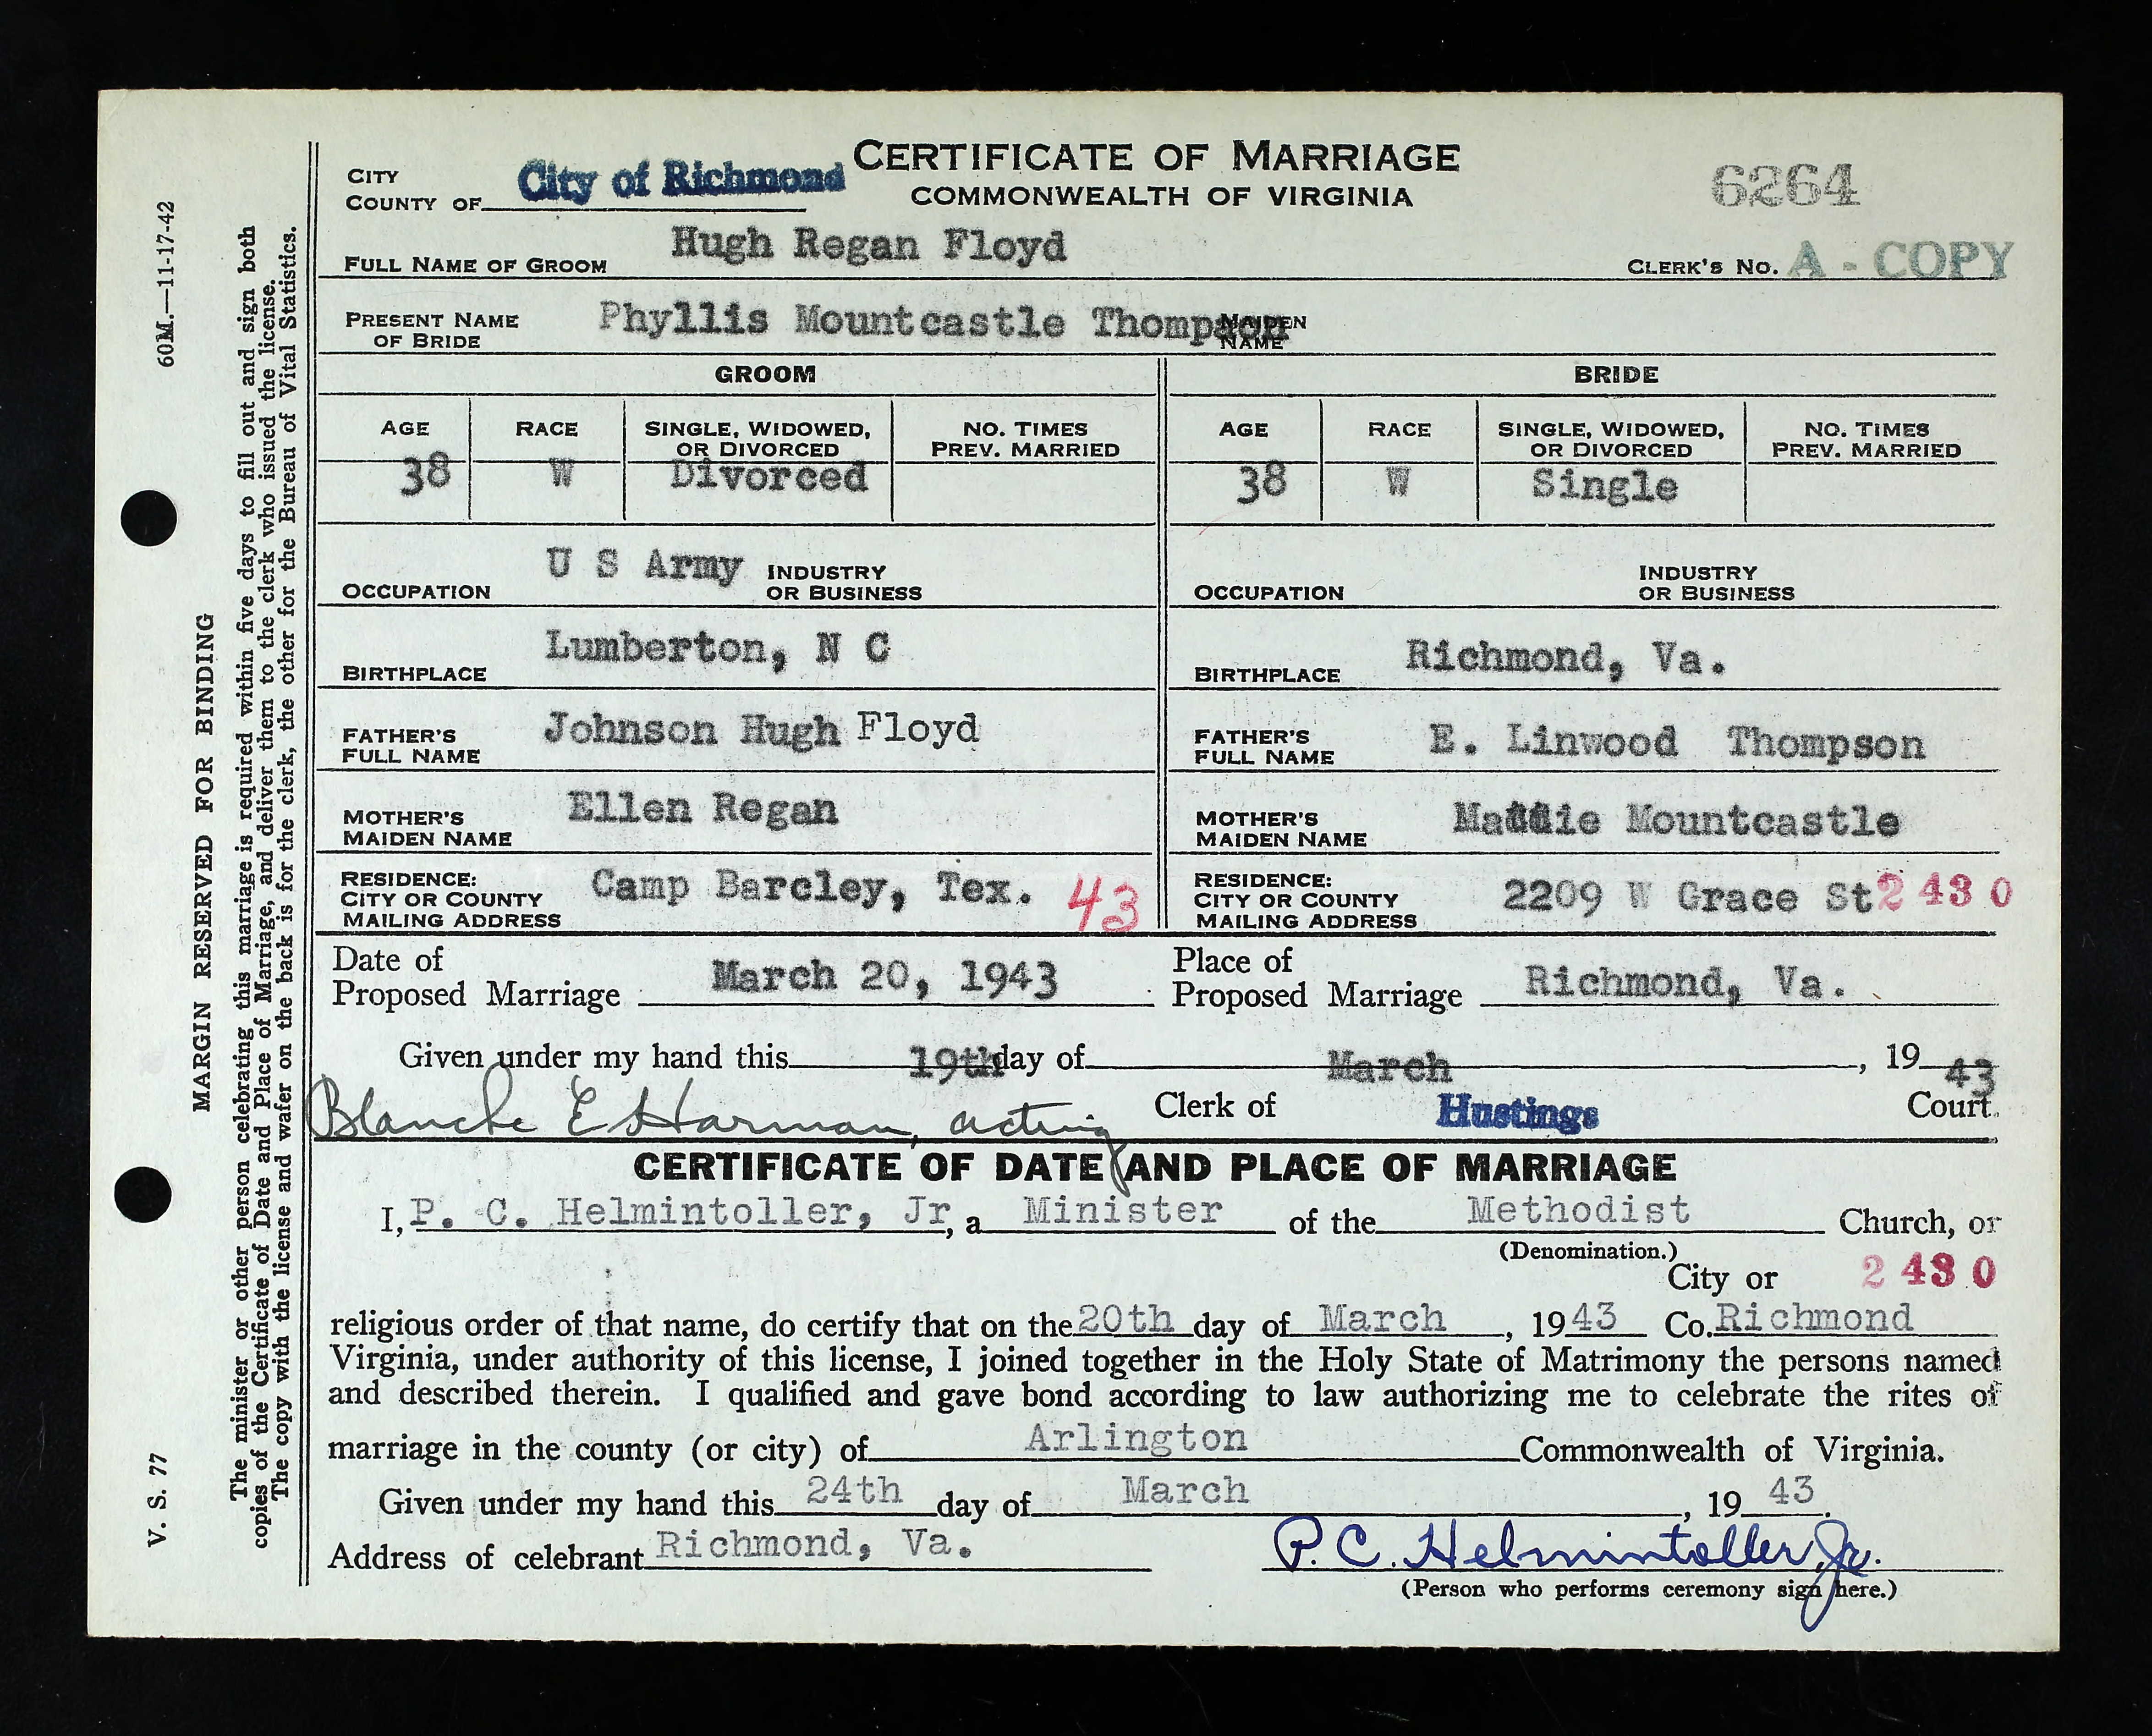 CERTIFICATE OF MARRIAGE
COMMONWEALTH OF VIRGINIA
CITY
COUNTY OF City of Richmond
6264
FULL NAME OF GROOM Hugh Regan Floyd CLERK'S NO. A - COPY
PRESENT NAME OF BRIDE Phyllis Mountcastle Thompson MAIDEN NAME
GROOM BRIDE
AGE RACE SINGLE, WIDOWED, OR DIVORCED NO. TIMES PREV. MARRIED AGE RACE SINGLE, WIDOWED, OR DIVORCED NO. TIMES PREV. MARRIED
38 W Divorced 38 W Single
OCCUPATION U S Army INDUSTRY OR BUSINESS OCCUPATION INDUSTRY OR BUSINESS
BIRTHPLACE Lumberton, N C BIRTHPLACE Richmond, Va.
FATHER'S FULL NAME Johnson Hugh Floyd FATHER'S FULL NAME E. Linwood Thompson
MOTHER'S MAIDEN NAME Ellen Regan MOTHER'S MAIDEN NAME Mountcastle
RESIDENCE: CITY OR COUNTY MAILING ADDRESS Camp Barcley, Tex. 43 RESIDENCE: CITY OR COUNTY MAILING ADDRESS 2209 W Grace St 2430
Date of Proposed Marriage March 20, 1943 Place of Proposed Marriage Richmond, Va.
Given under my hand this 19th day of March, 19 43
Blanche E Harman, acting Clerk of Hustings Court.
CERTIFICATE OF DATE AND PLACE OF MARRIAGE
I, P. C. Helmintoller, Jr, a Minister of the Methodist Church, or
(Denomination.)
City or 2430
religious order of that name, do certify that on the 20th day of March, 1943 Co. Richmond
Virginia, under authority of this license, I joined together in the Holy State of Matrimony the persons named
and described therein. I qualified and gave bond according to law authorizing me to celebrate the rites of
marriage in the county (or city) of Arlington Commonwealth of Virginia.
Given under my hand this 24th day of March, 19 43.
Address of celebrant Richmond, Va. P. C. Helmintoller, Jr.
(Person who performs ceremony sign here.)
60M.—11-17-42
V. S. 77
MARGIN RESERVED FOR BINDING
The minister or other person celebrating this marriage is required within five days to fill out and sign both
copies of the Certificate of Date and Place of Marriage, and deliver them to the clerk who issued the license.
The copy with the license and wafer on the back is for the clerk, the other for the Bureau of Vital Statistics.